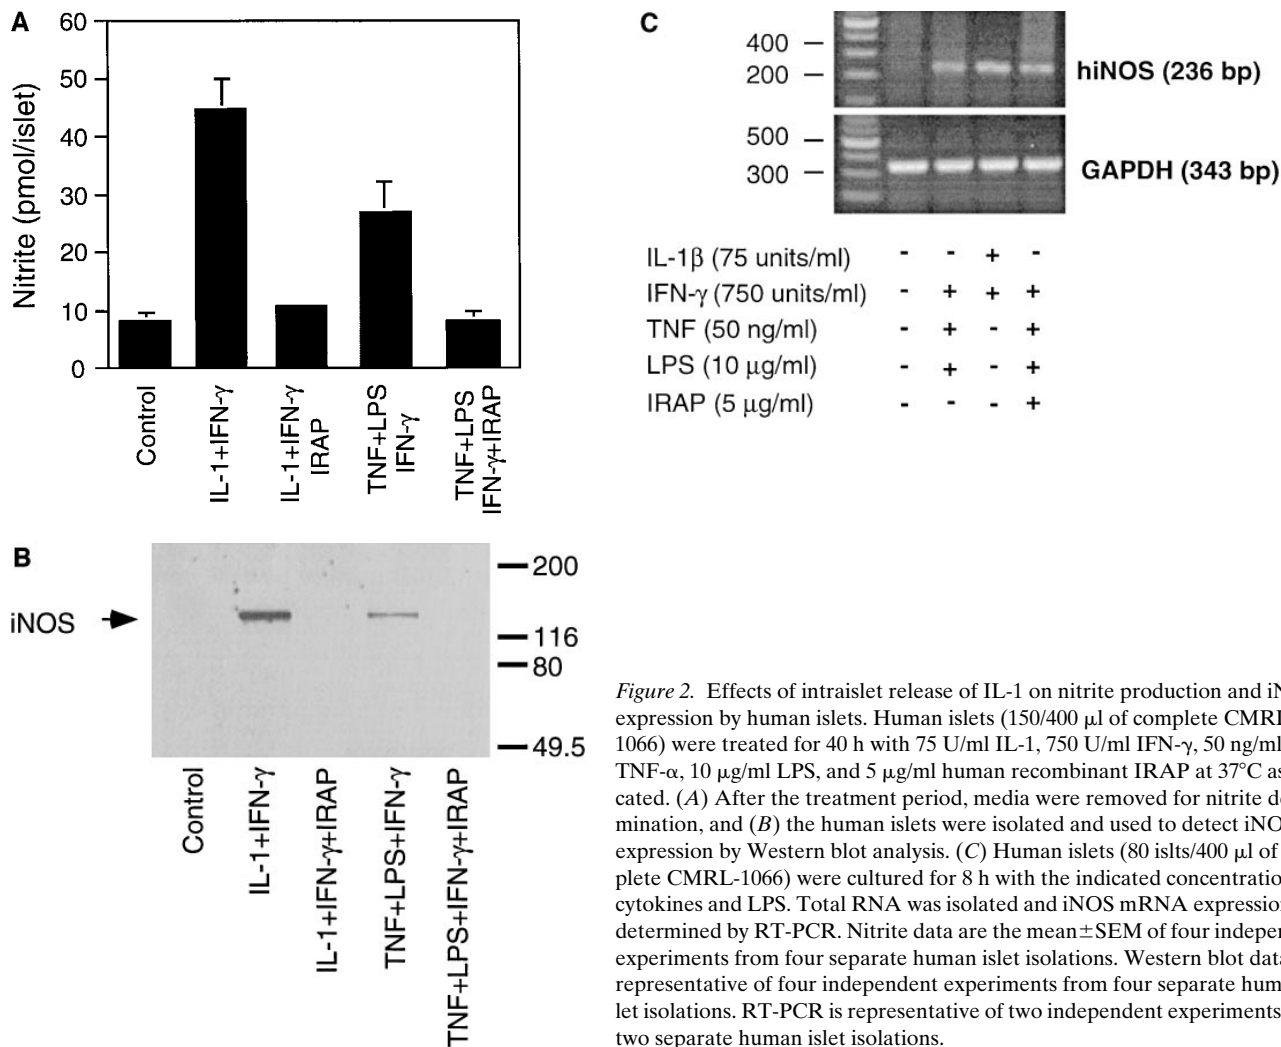 A
60
50
40
30
20
10
0
Nitrite (pmol/islet)
Control
IL-1+IFN-γ
IL-1+IFN-γ
IRAP
TNF+LPS
IFN-γ
TNF+LPS
IFN-γ+IRAP
B
iNOS
200
116
80
49.5
Control
IL-1+IFN-γ
IL-1+IFN-γ+IRAP
TNF+LPS+IFN-γ
TNF+LPS+IFN-γ+IRAP
C
400
200
hiNOS (236 bp)
500
300
GAPDH (343 bp)
IL-1β (75 units/ml) - - + -
IFN-γ (750 units/ml) - + + +
TNF (50 ng/ml) - + - +
LPS (10 μg/ml) - + - +
IRAP (5 μg/ml) - - - +
Figure 2. Effects of intraislet release of IL-1 on nitrite production and iN
expression by human islets. Human islets (150/400 μl of complete CMRL
1066) were treated for 40 h with 75 U/ml IL-1, 750 U/ml IFN-γ, 50 ng/ml
TNF-α, 10 μg/ml LPS, and 5 μg/ml human recombinant IRAP at 37°C as
cated. (A) After the treatment period, media were removed for nitrite de
mination, and (B) the human islets were isolated and used to detect iNO
expression by Western blot analysis. (C) Human islets (80 islts/400 μl of
plete CMRL-1066) were cultured for 8 h with the indicated concentration
cytokines and LPS. Total RNA was isolated and iNOS mRNA expression
determined by RT-PCR. Nitrite data are the mean±SEM of four indepen
experiments from four separate human islet isolations. Western blot data
representative of four independent experiments from four separate hum
let isolations. RT-PCR is representative of two independent experiments
two separate human islet isolations.